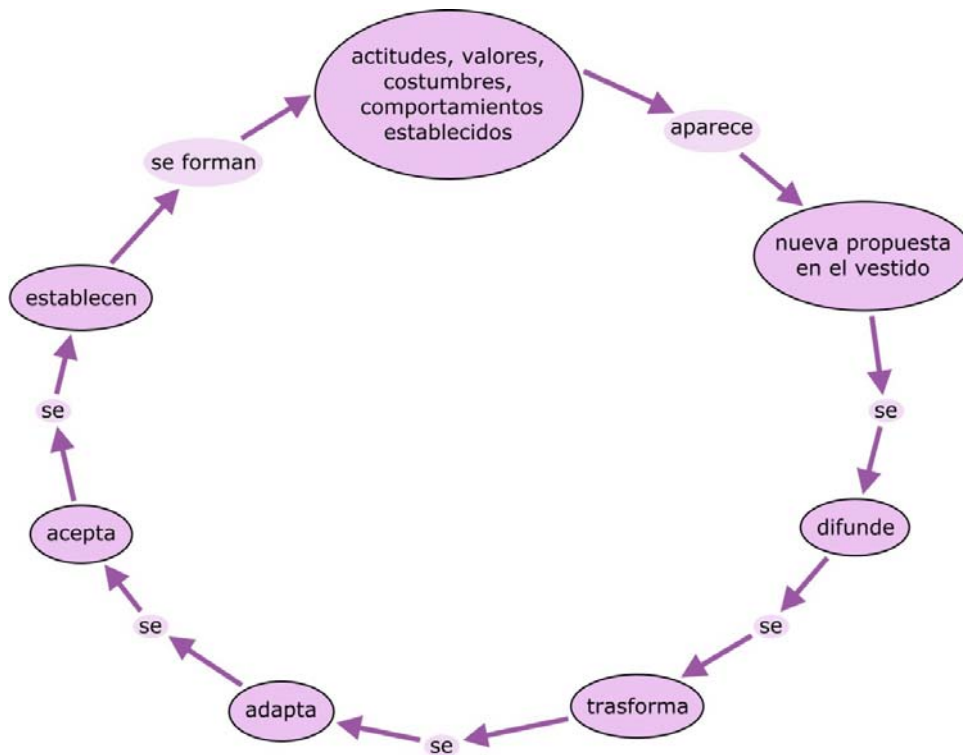 actitudes, valores,
costumbres,
comportamientos
establecidos
aparece
nueva propuesta
en el vestido
se
difunde
se
trasforma
se
adapta
se
acepta
se
establecen
se forman